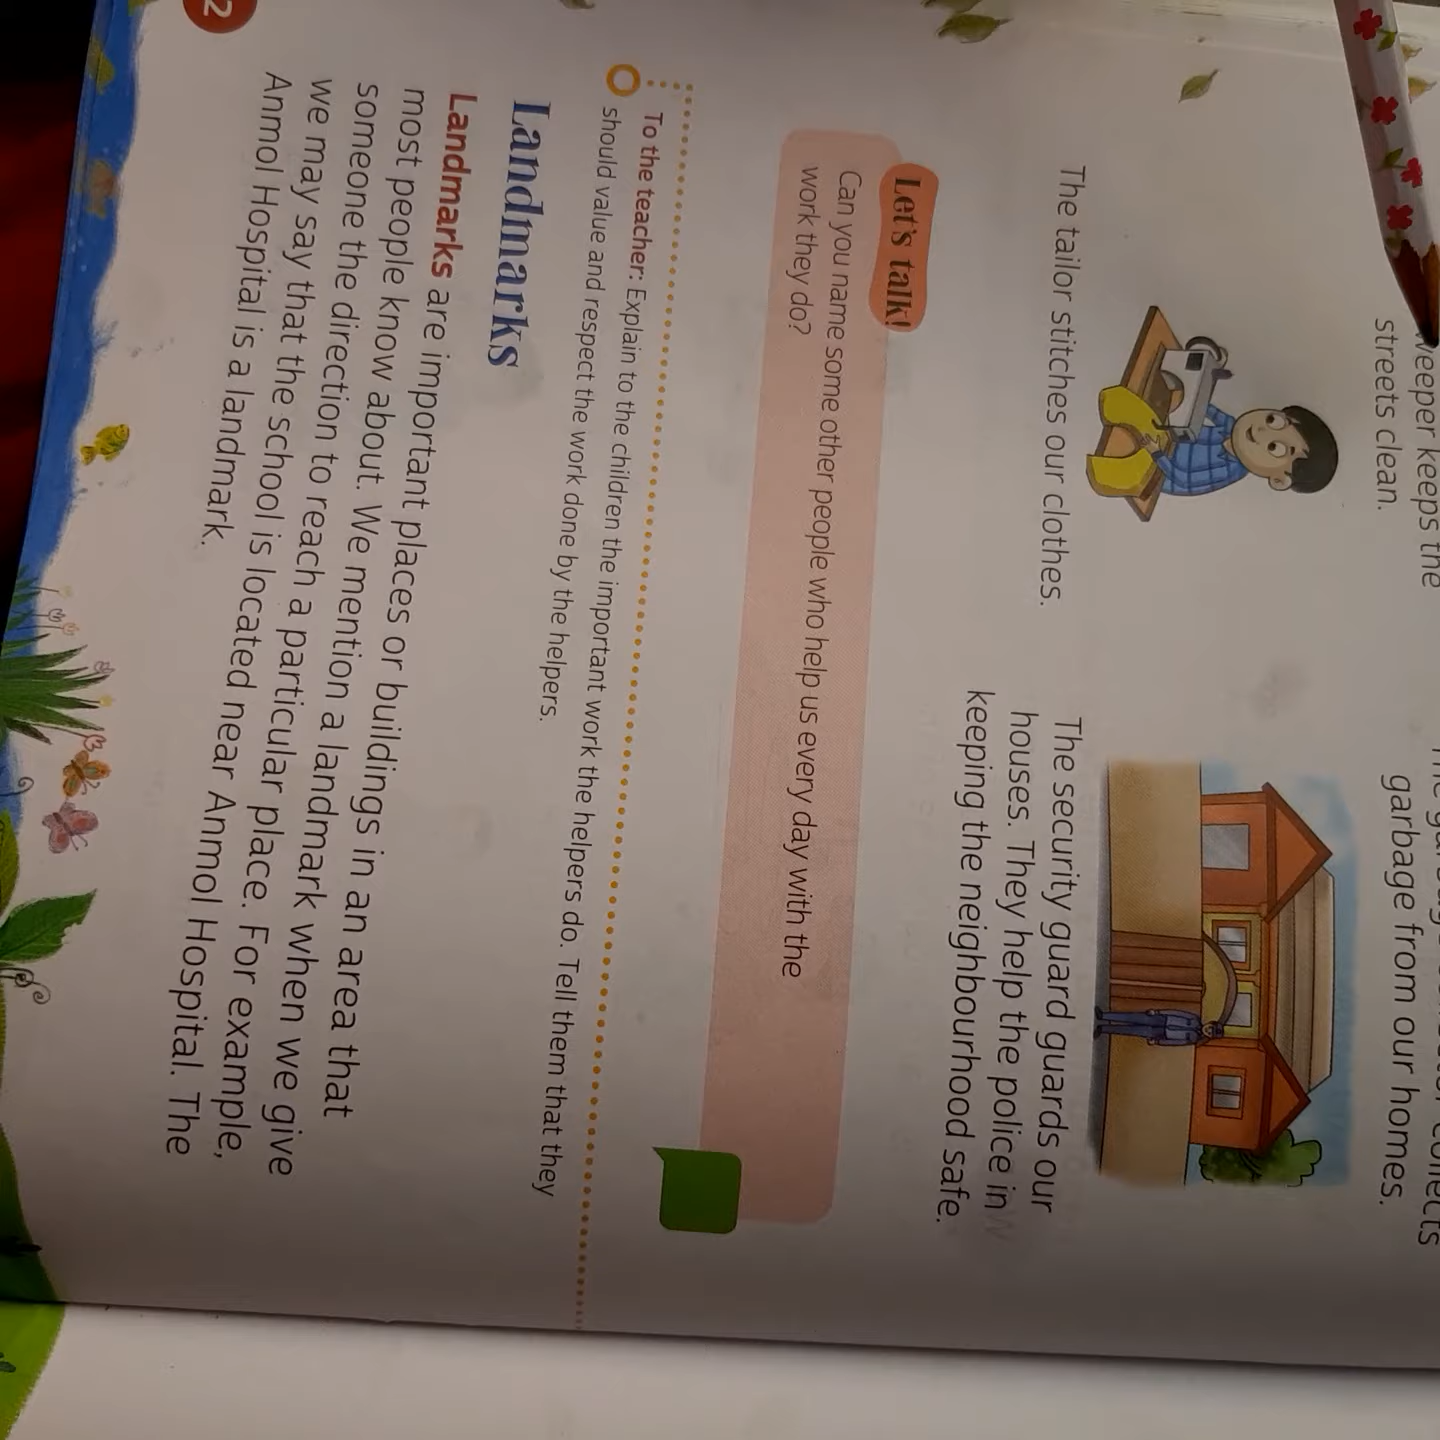 weeper keeps the
streets clean.
garbage from our homes.
The tailor stitches our clothes.
The security guard guards our
houses. They help the police in
keeping the neighbourhood safe.
Let's talk!
Can you name some other people who help us every day with the
work they do?
To the teacher: Explain to the children the important work the helpers do. Tell them that they
should value and respect the work done by the helpers.
Landmarks
Landmarks are important places or buildings in an area that
most people know about. We mention a landmark when we give
someone the direction to reach a particular place. For example,
we may say that the school is located near Anmol Hospital. The
Anmol Hospital is a landmark.
2